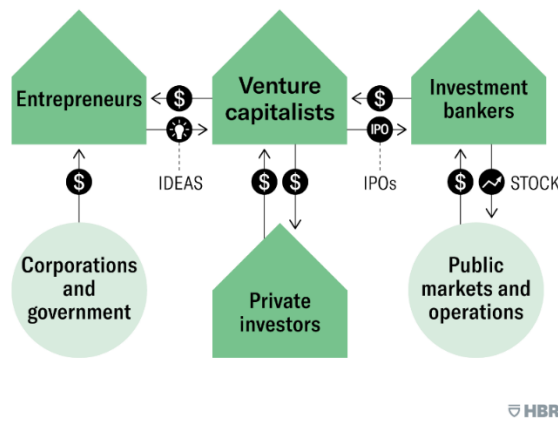 Entrepreneurs
$
Venture
capitalists
$
Investment
bankers
IPO
$
IDEAS
$
$
IPOs
$
STOCK
Corporations
and
government
Private
investors
Public
markets and
operations
HBR